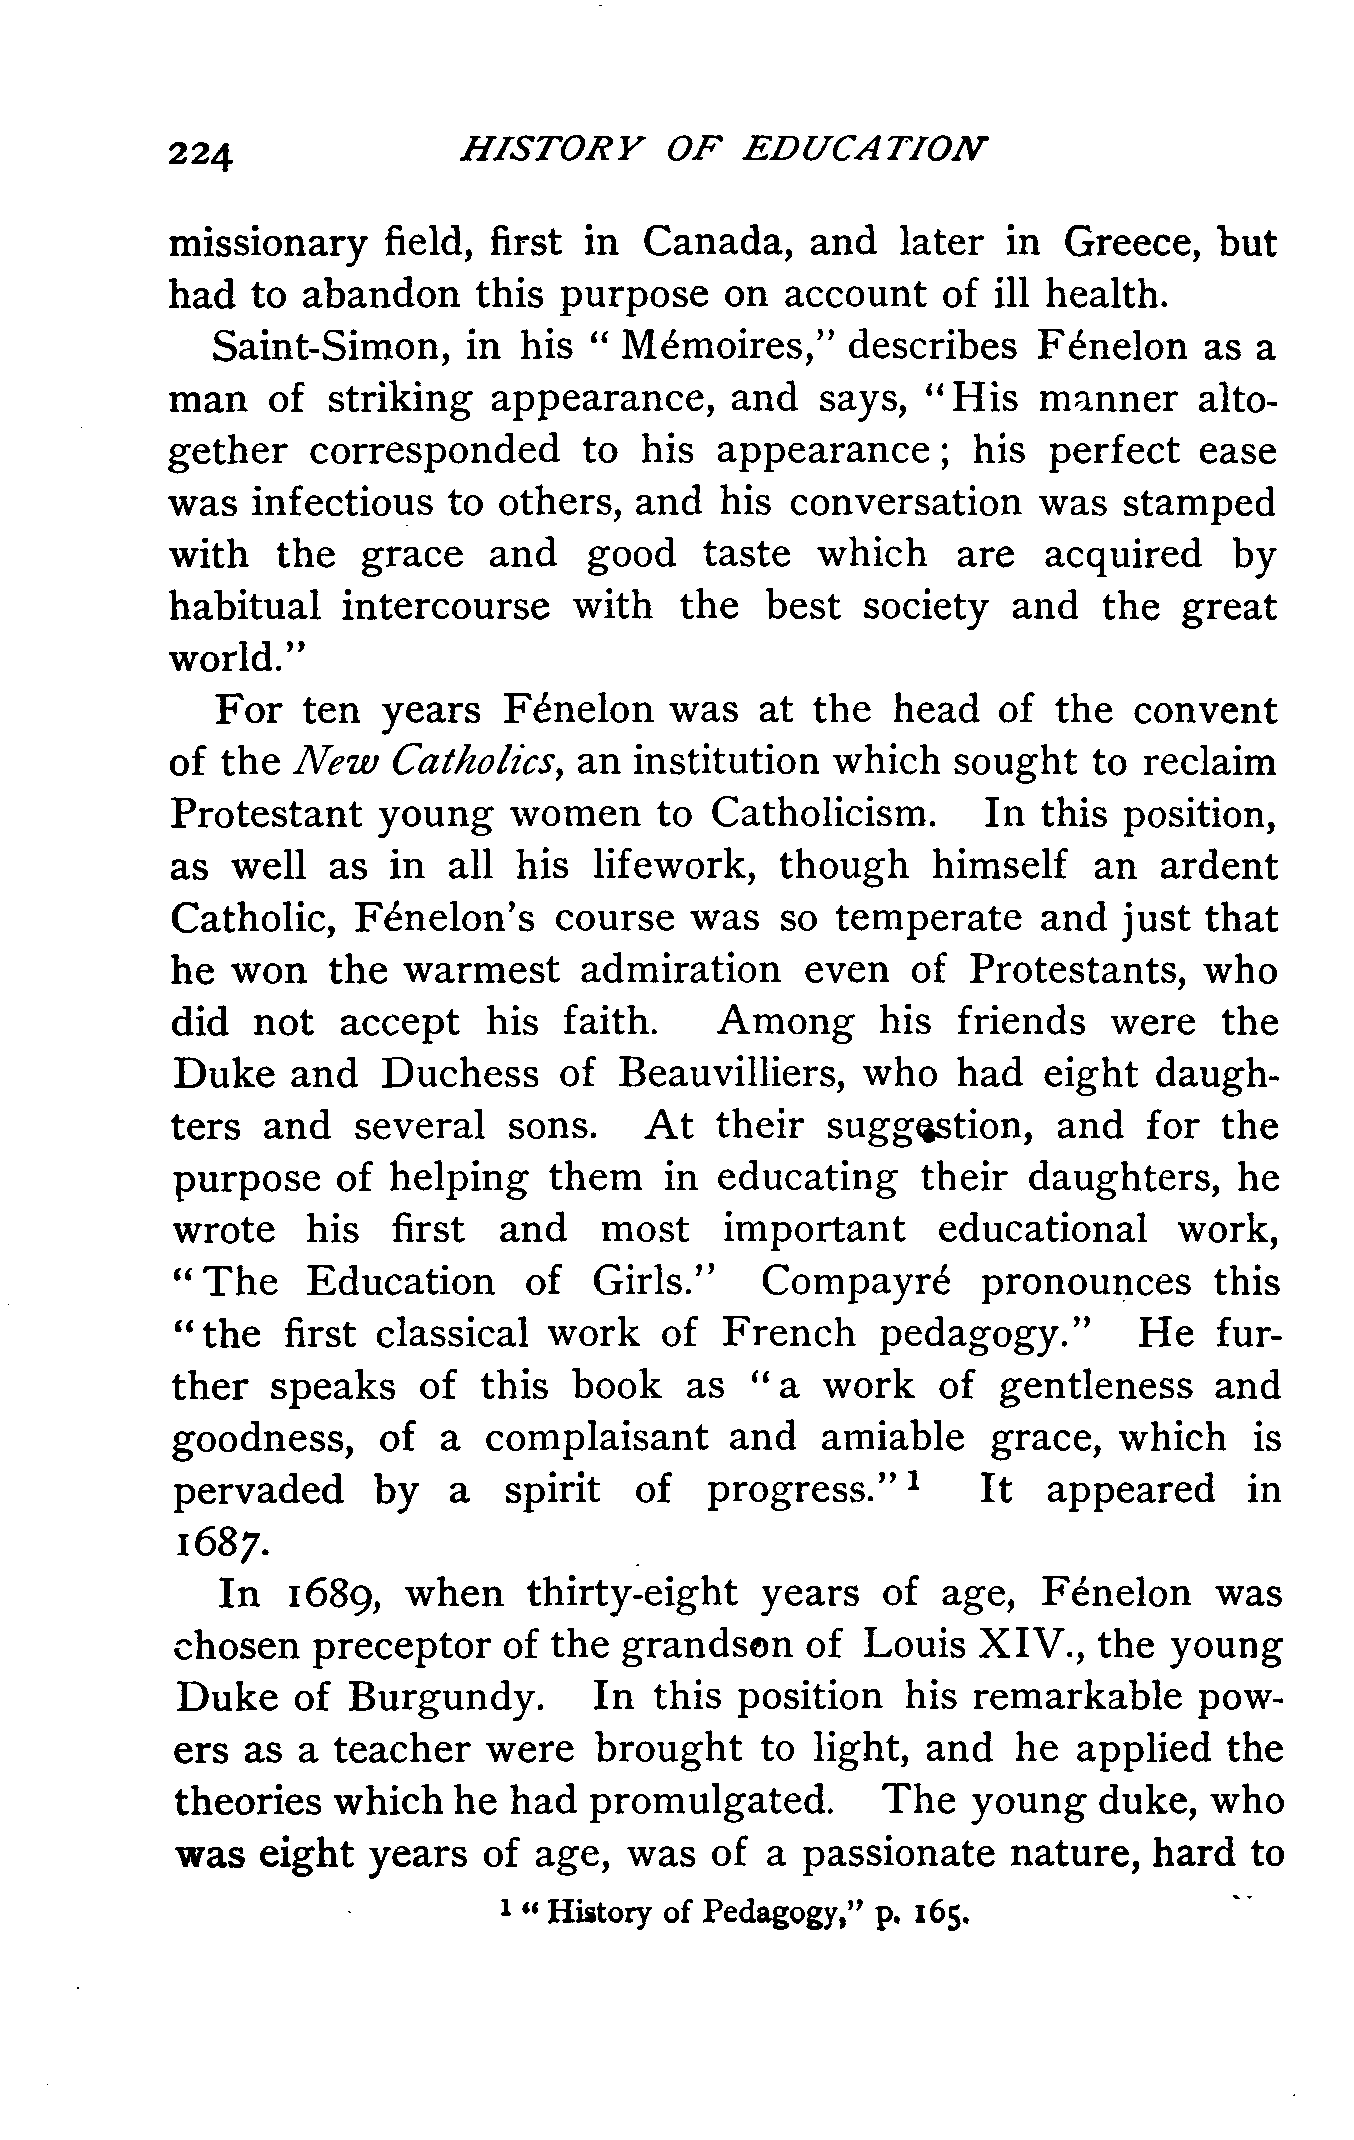 224 HISTORY OF EDUCATION
missionary field, first in Canada, and later in Greece, but
had to abandon this purpose on account of ill health.
Saint-Simon, in his “ Mémoires,” describes Fénelon as a
man of striking appearance, and says, “ His manner alto-
gether corresponded to his appearance ; his perfect ease
was infectious to others, and his conversation was stamped
with the grace and good taste which are acquired by
habitual intercourse with the best society and the great
world.”
For ten years Fénelon was at the head of the convent
of the New Catholics, an institution which sought to reclaim
Protestant young women to Catholicism. In this position,
as well as in all his lifework, though himself an ardent
Catholic, Fénelon’s course was so temperate and just that
he won the warmest admiration even of Protestants, who
did not accept his faith. Among his friends were the
Duke and Duchess of Beauvilliers, who had eight daugh-
ters and several sons. At their suggestion, and for the
purpose of helping them in educating their daughters, he
wrote his first and most important educational work,
“ The Education of Girls.” Compayré pronounces this
“ the first classical work of French pedagogy.” He fur-
ther speaks of this book as “ a work of gentleness and
goodness, of a complaisant and amiable grace, which is
pervaded by a spirit of progress.” ¹ It appeared in
1687.
In 1689, when thirty-eight years of age, Fénelon was
chosen preceptor of the grandson of Louis XIV., the young
Duke of Burgundy. In this position his remarkable pow-
ers as a teacher were brought to light, and he applied the
theories which he had promulgated. The young duke, who
was eight years of age, was of a passionate nature, hard to
¹ “ History of Pedagogy,” p. 165.